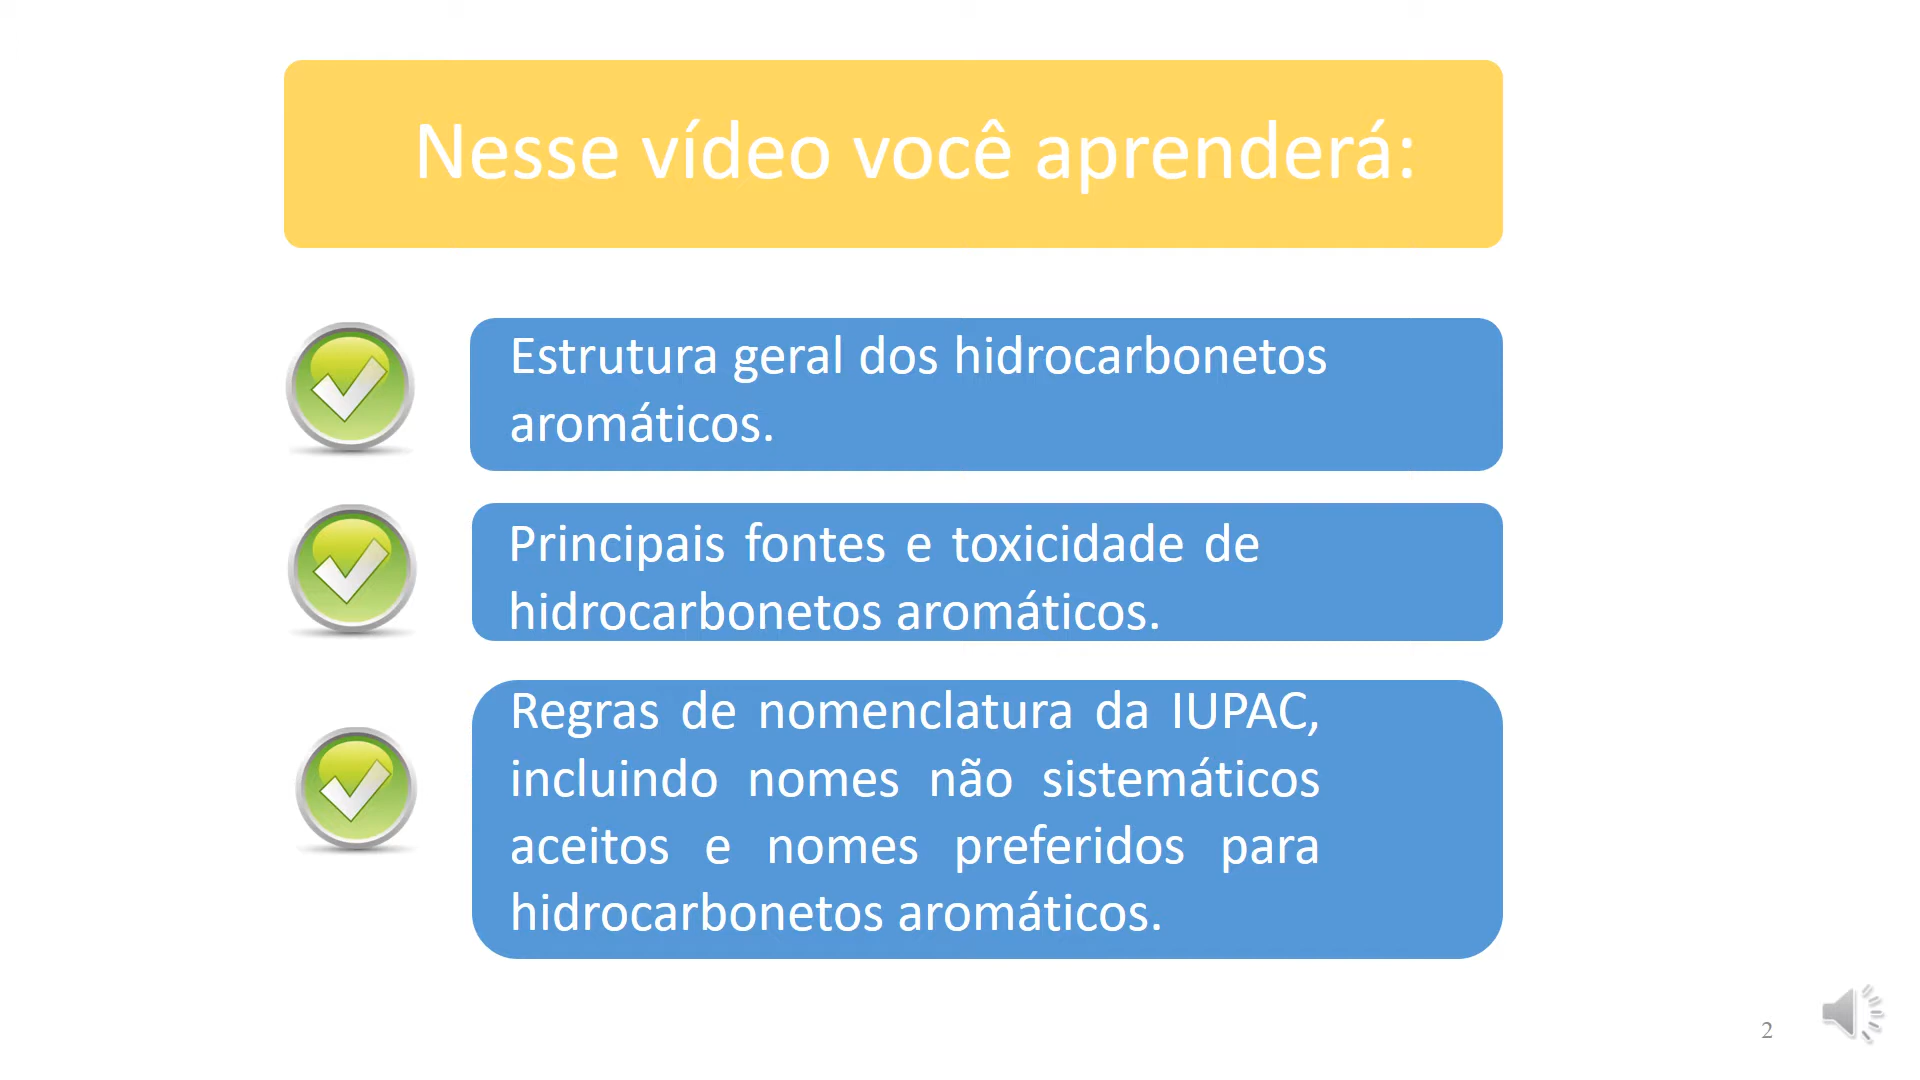 Nesse vídeo você aprenderá:
Estrutura geral dos hidrocarbonetos
aromáticos.
Principais fontes e toxicidade de
hidrocarbonetos aromáticos.
Regras de nomenclatura da IUPAC,
incluindo nomes não sistemáticos
aceitos e nomes preferidos para
hidrocarbonetos aromáticos.
2